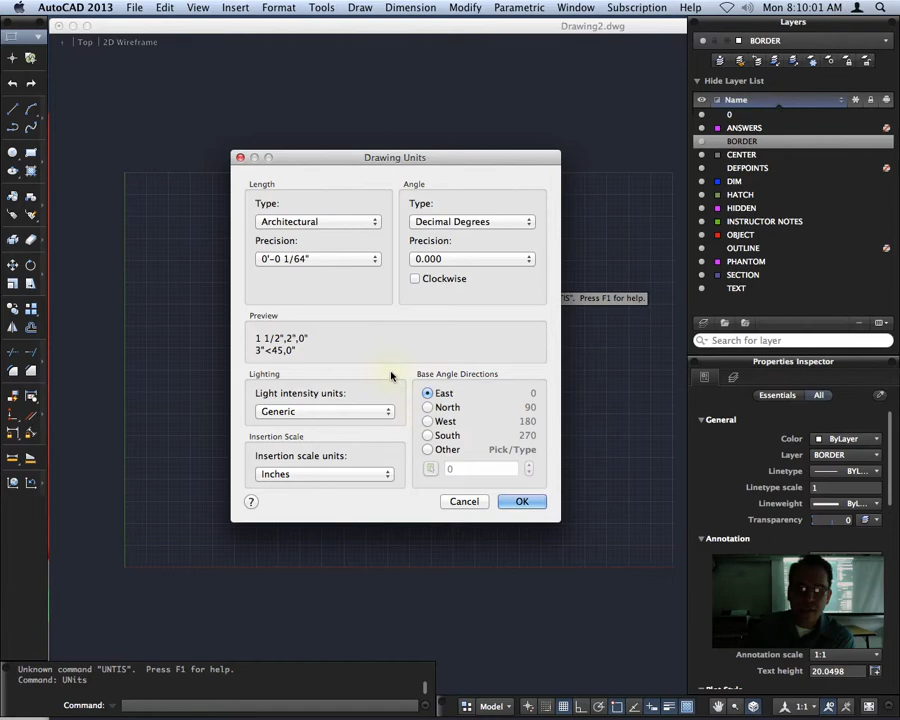 AutoCAD 2013 File Edit View Insert Format Tools Draw Dimension Modify Parametric Window Subscription Help Mon 8:10:01 AM
Drawing2.dwg
Top 2D Wireframe
Layers
BORDER
Hide Layer List
Name
0
ANSWERS
BORDER
CENTER
DEFPOINTS
DIM
HATCH
HIDDEN
INSTRUCTOR NOTES
OBJECT
OUTLINE
PHANTOM
SECTION
TEXT
Search for layer
Properties Inspector
Essentials All
General
Color ByLayer
Layer BORDER
Linetype BYL...
Linetype scale 1
Lineweight ByL...
Transparency 0
Annotation
Annotation scale 1:1
Text height 20.0498
Drawing Units
Length
Type:
Architectural
Precision:
0'-0 1/64"
Angle
Type:
Decimal Degrees
Precision:
0.000
Clockwise
Preview
1 1/2",2",0"
3"<45,0"
Lighting
Light intensity units:
Generic
Insertion Scale
Insertion scale units:
Inches
Base Angle Directions
East 0
North 90
West 180
South 270
Other Pick/Type
0
? Cancel OK
TIS". Press F1 for help.
Unknown command "UNTIS". Press F1 for help.
Command: UNits
Command:
Model 1:1